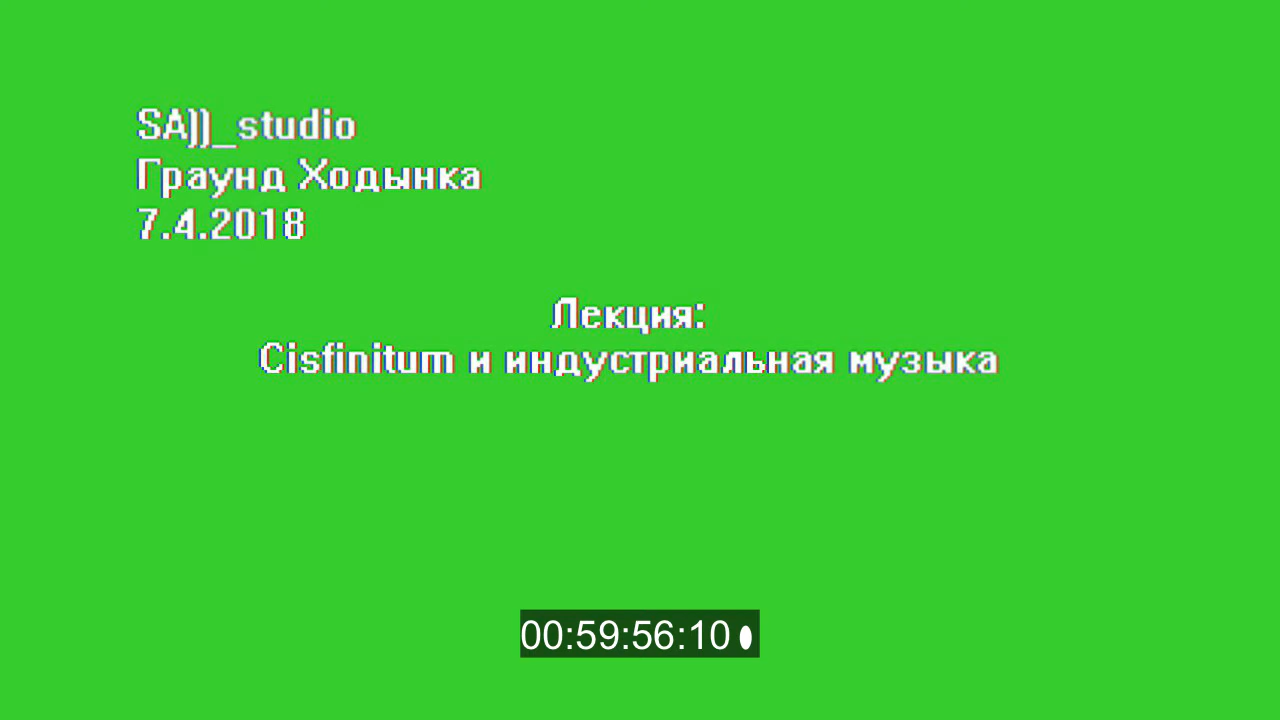 SA))_studio
Граунд Ходынка
7.4.2018
Лекция:
Cisfinitum и индустриальная музыка
00:59:56:10